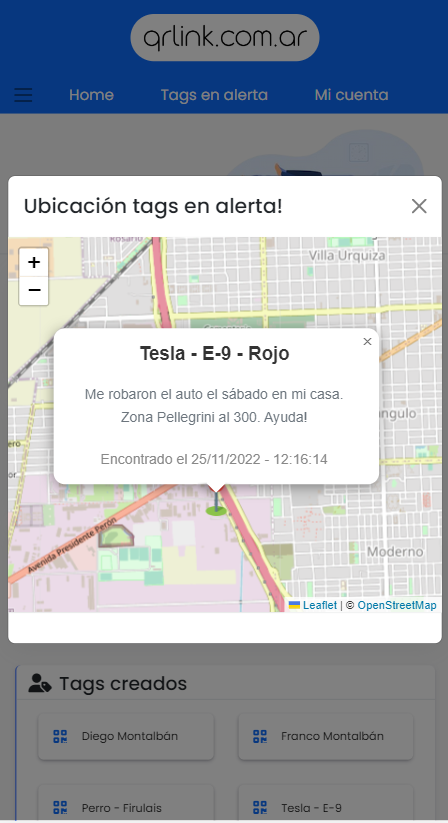 qrlink.com.ar
Home
Tags en alerta
Mi cuenta
Ubicación tags en alerta!
×
+
−
Rosario
Villa Urquiza
Tesla - E-9 - Rojo
×
Me robaron el auto el sábado en mi casa.
Zona Pellegrini al 300. Ayuda!
Encontrado el 25/11/2022 - 12:16:14
ngulo
Avenida Presidente Perón
Moderno
Leaflet | © OpenStreetMap
Tags creados
Diego Montalbán
Franco Montalbán
Perro - Firulais
Tesla - E-9